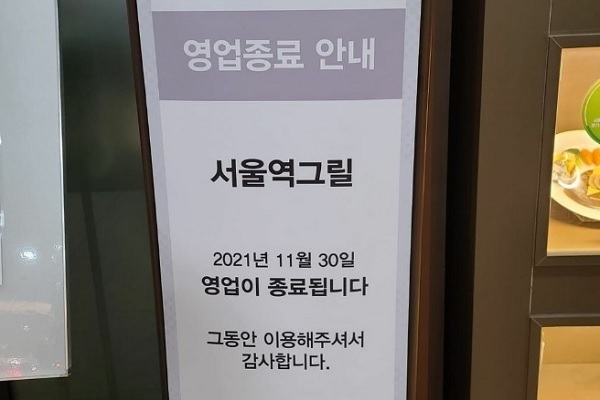 영업종료 안내
서울역그릴
2021년 11월 30일
영업이 종료됩니다
그동안 이용해주셔서
감사합니다.